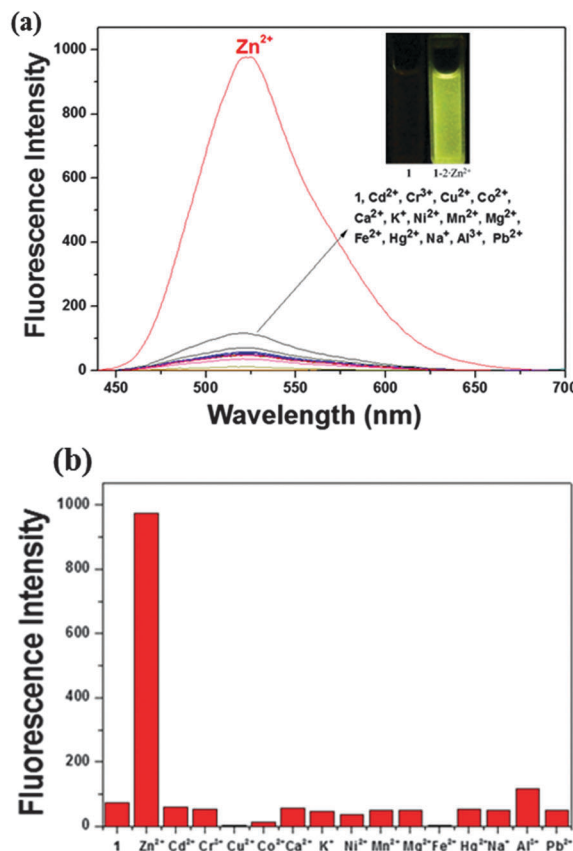 (a)
1000
800
600
400
200
0
Fluorescence Intensity
Zn²⁺
1 1-2·Zn²⁺
1, Cd²⁺, Cr³⁺, Cu²⁺, Co²⁺,
Ca²⁺, K⁺, Ni²⁺, Mn²⁺, Mg²⁺,
Fe²⁺, Hg²⁺, Na⁺, Al³⁺, Pb²⁺
450 500 550 600 650 700
Wavelength (nm)
(b)
1000
800
600
400
200
0
Fluorescence Intensity
1 Zn²⁺ Cd²⁺ Cr³⁺ Cu²⁺ Co²⁺ Ca²⁺ K⁺ Ni²⁺ Mn²⁺ Mg²⁺ Fe²⁺ Hg²⁺ Na⁺ Al³⁺ Pb²⁺